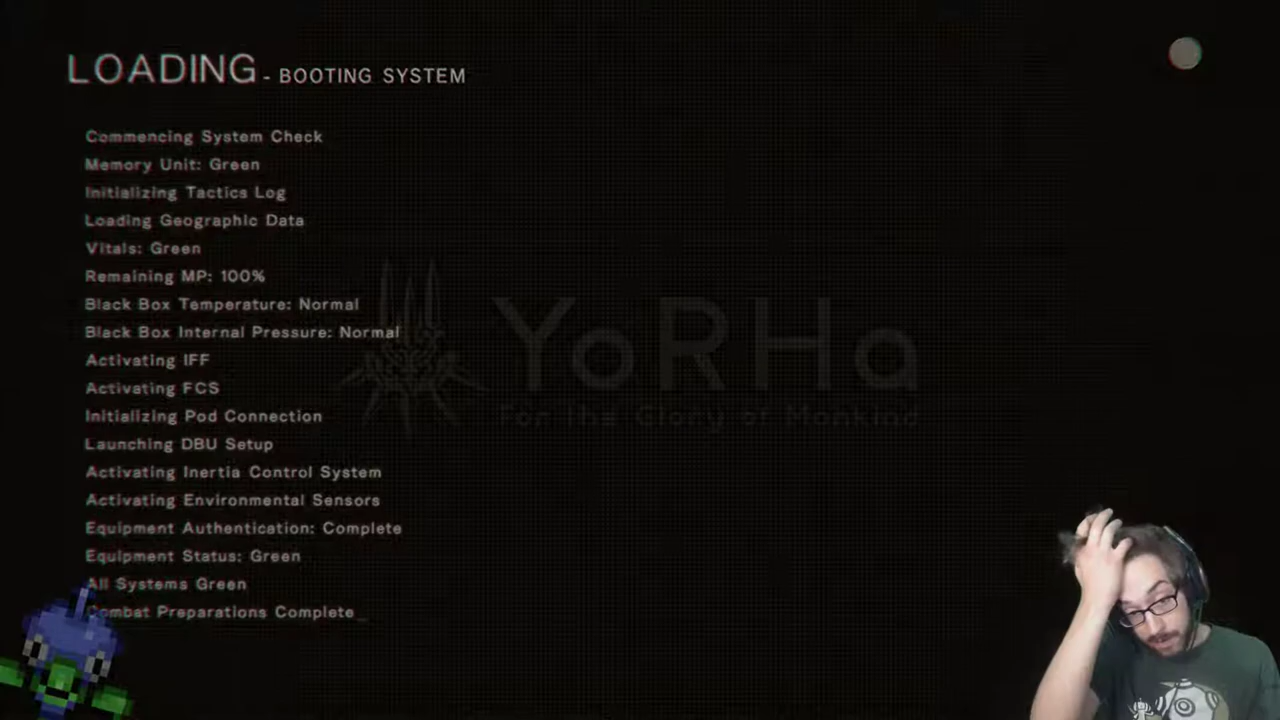 LOADING - BOOTING SYSTEM
Commencing System Check
Memory Unit: Green
Initializing Tactics Log
Loading Geographic Data
Vitals: Green
Remaining MP: 100%
Black Box Temperature: Normal
Black Box Internal Pressure: Normal
Activating IFF
Activating FCS
Initializing Pod Connection
Launching DBU Setup
Activating Inertia Control System
Activating Environmental Sensors
Equipment Authentication: Complete
Equipment Status: Green
All Systems Green
Combat Preparations Complete_
YoRHa
For the Glory of Mankind